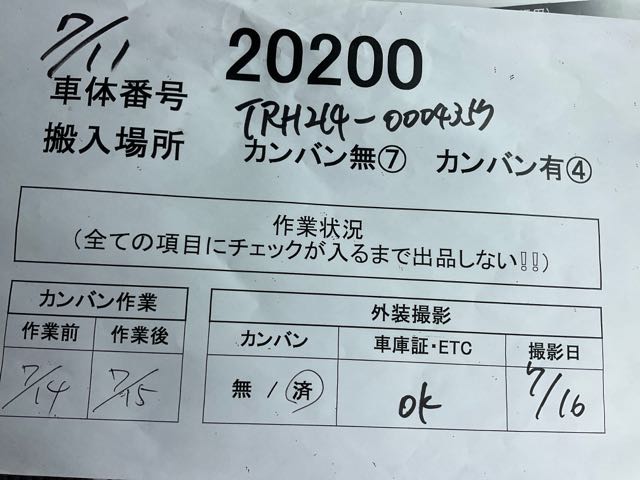 7/11
20200
車体番号 TRH214-0004357
搬入場所 カンバン無⑦ カンバン有④
作業状況
(全ての項目にチェックが入るまで出品しない!!)
カンバン作業
作業前 作業後
7/14 7/15
外装撮影
カンバン 車庫証・ETC 撮影日
無 / 済 ok 7/16